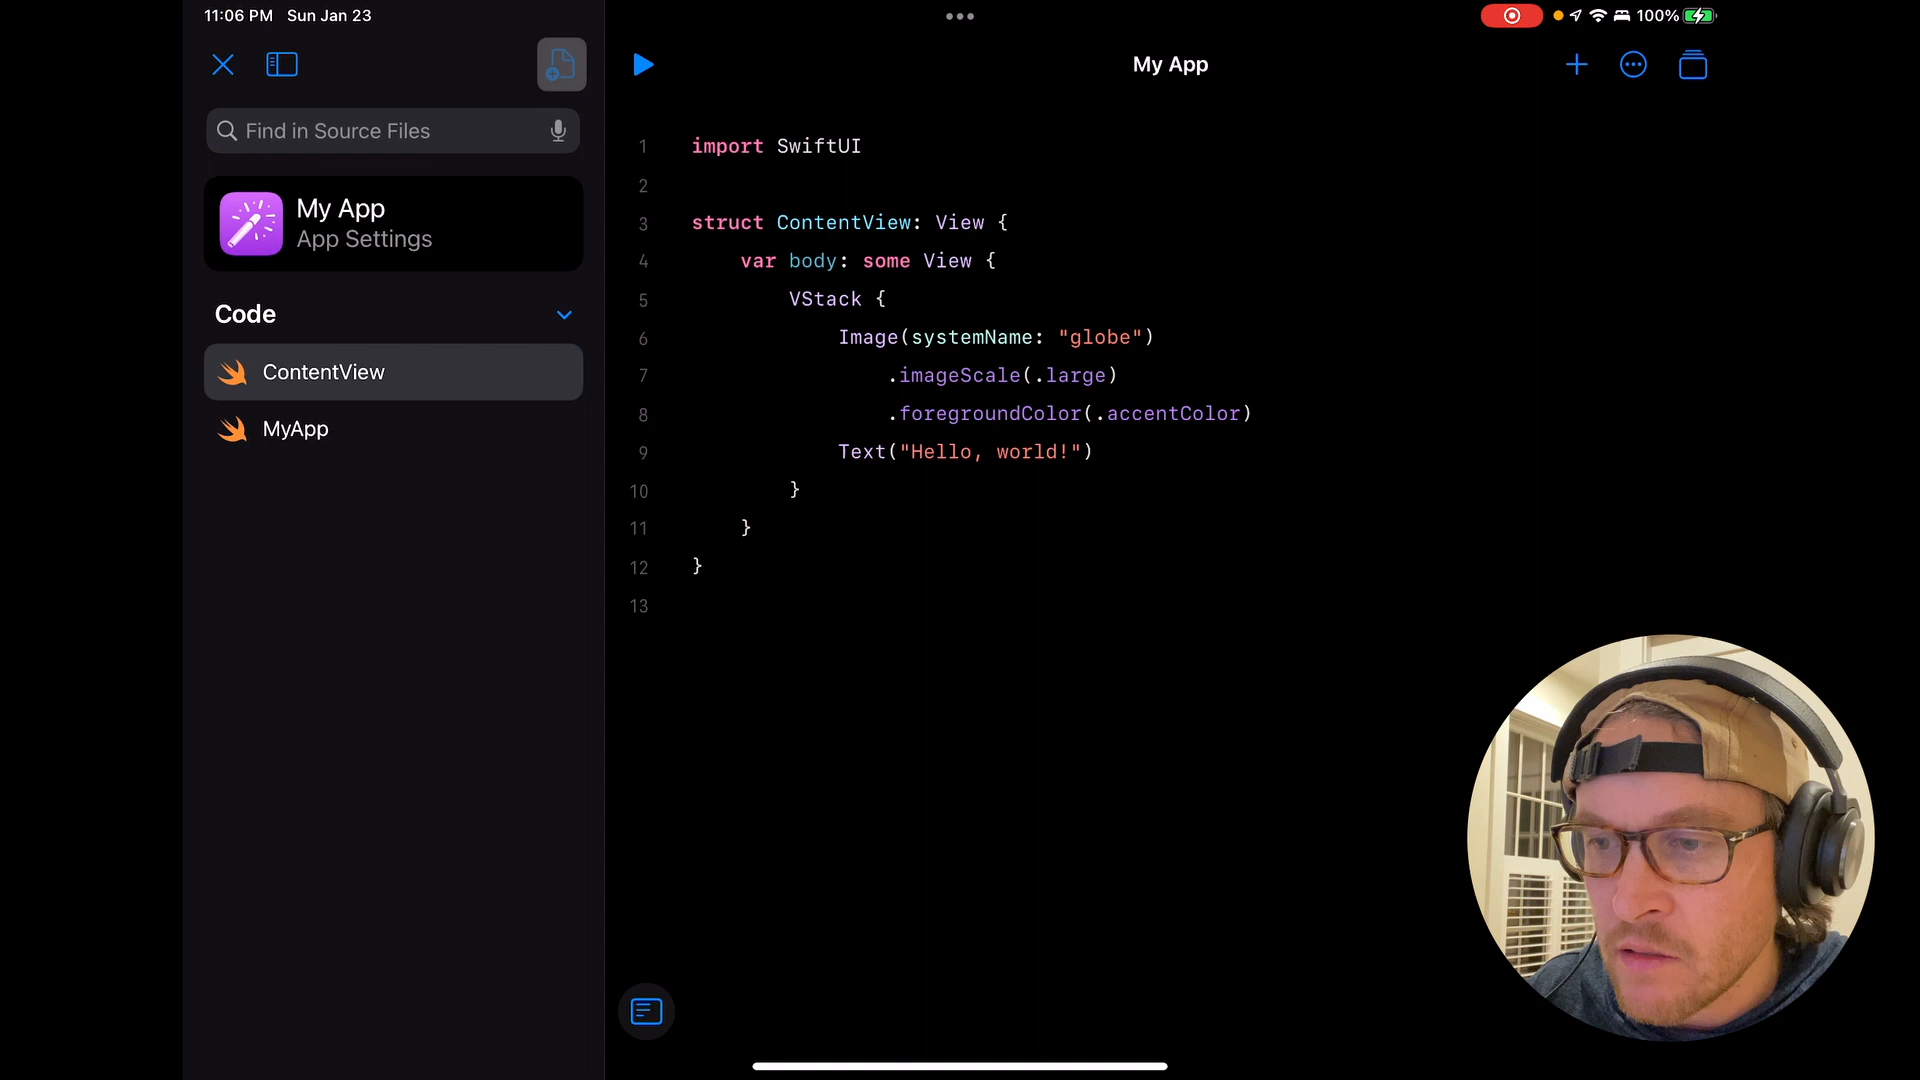 11:06 PM Sun Jan 23
100%
My App
Find in Source Files
My App
App Settings
Code
ContentView
MyApp
1 import SwiftUI
2
3 struct ContentView: View {
4 var body: some View {
5 VStack {
6 Image(systemName: "globe")
7 .imageScale(.large)
8 .foregroundColor(.accentColor)
9 Text("Hello, world!")
10 }
11 }
12 }
13